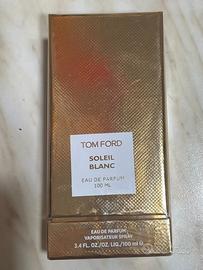 TOM FORD
SOLEIL
BLANC
EAU DE PARFUM
100 ML
EAU DE PARFUM
VAPORISATEUR SPRAY
3.4 FL. OZ./OZ. LIQ./100 ml ℮